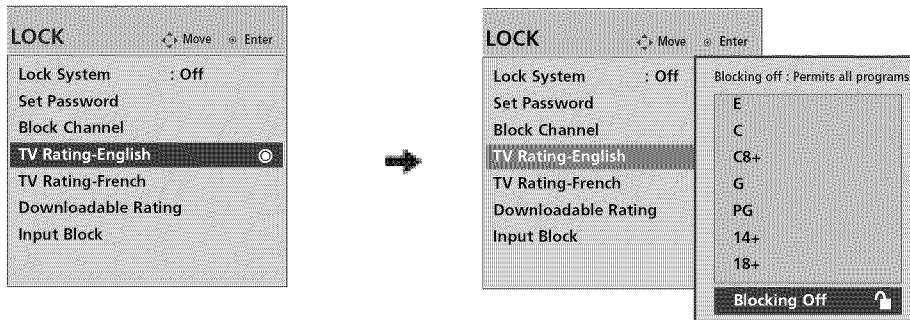 LOCK
Move Enter
Lock System : Off
Set Password
Block Channel
TV Rating-English
TV Rating-French
Downloadable Rating
Input Block
LOCK
Move Enter
Lock System : Off
Set Password
Block Channel
TV Rating-English
TV Rating-French
Downloadable Rating
Input Block
Blocking off : Permits all programs
E
C
C8+
G
PG
14+
18+
Blocking Off